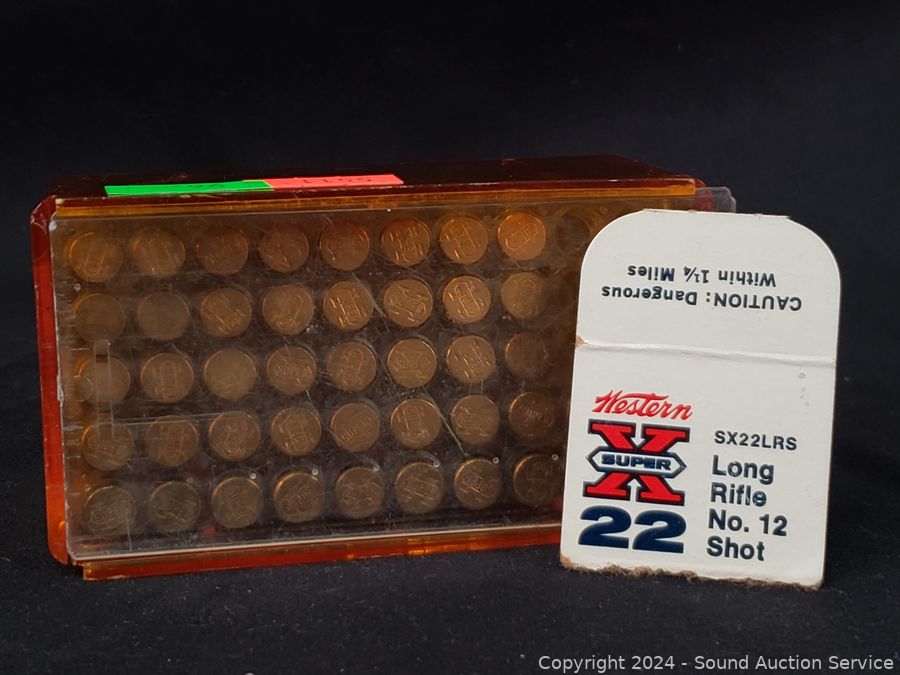 CAUTION: Dangerous
Within 1¼ Miles
Western
X
SUPER
22
SX22LRS
Long
Rifle
No. 12
Shot
Copyright © 2024 - Sound Auction Service